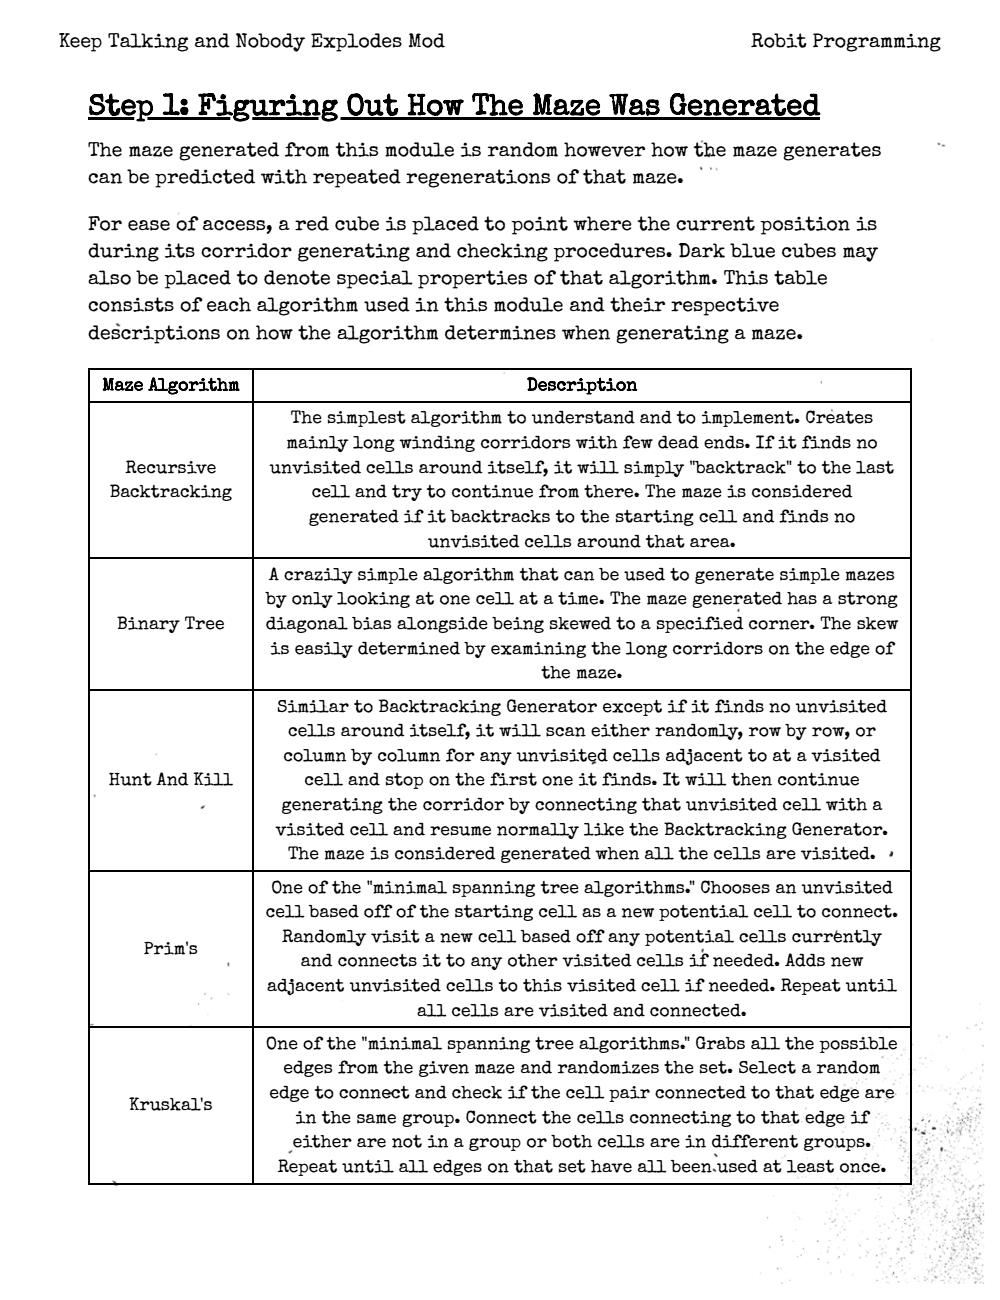 Keep Talking and Nobody Explodes Mod
Robit Programming
Step 1: Figuring Out How The Maze Was Generated
The maze generated from this module is random however how the maze generates
can be predicted with repeated regenerations of that maze.
For ease of access, a red cube is placed to point where the current position is
during its corridor generating and checking procedures. Dark blue cubes may
also be placed to denote special properties of that algorithm. This table
consists of each algorithm used in this module and their respective
descriptions on how the algorithm determines when generating a maze.
Maze Algorithm
Description
Recursive
Backtracking
The simplest algorithm to understand and to implement. Creates
mainly long winding corridors with few dead ends. If it finds no
unvisited cells around itself, it will simply "backtrack" to the last
cell and try to continue from there. The maze is considered
generated if it backtracks to the starting cell and finds no
unvisited cells around that area.
Binary Tree
A crazily simple algorithm that can be used to generate simple mazes
by only looking at one cell at a time. The maze generated has a strong
diagonal bias alongside being skewed to a specified corner. The skew
is easily determined by examining the long corridors on the edge of
the maze.
Hunt And Kill
Similar to Backtracking Generator except if it finds no unvisited
cells around itself, it will scan either randomly, row by row, or
column by column for any unvisited cells adjacent to at a visited
cell and stop on the first one it finds. It will then continue
generating the corridor by connecting that unvisited cell with a
visited cell and resume normally like the Backtracking Generator.
The maze is considered generated when all the cells are visited.
Prim's
One of the "minimal spanning tree algorithms." Chooses an unvisited
cell based off of the starting cell as a new potential cell to connect.
Randomly visit a new cell based off any potential cells currently
and connects it to any other visited cells if needed. Adds new
adjacent unvisited cells to this visited cell if needed. Repeat until
all cells are visited and connected.
Kruskal's
One of the "minimal spanning tree algorithms." Grabs all the possible
edges from the given maze and randomizes the set. Select a random
edge to connect and check if the cell pair connected to that edge are
in the same group. Connect the cells connecting to that edge if
either are not in a group or both cells are in different groups.
Repeat until all edges on that set have all been used at least once.